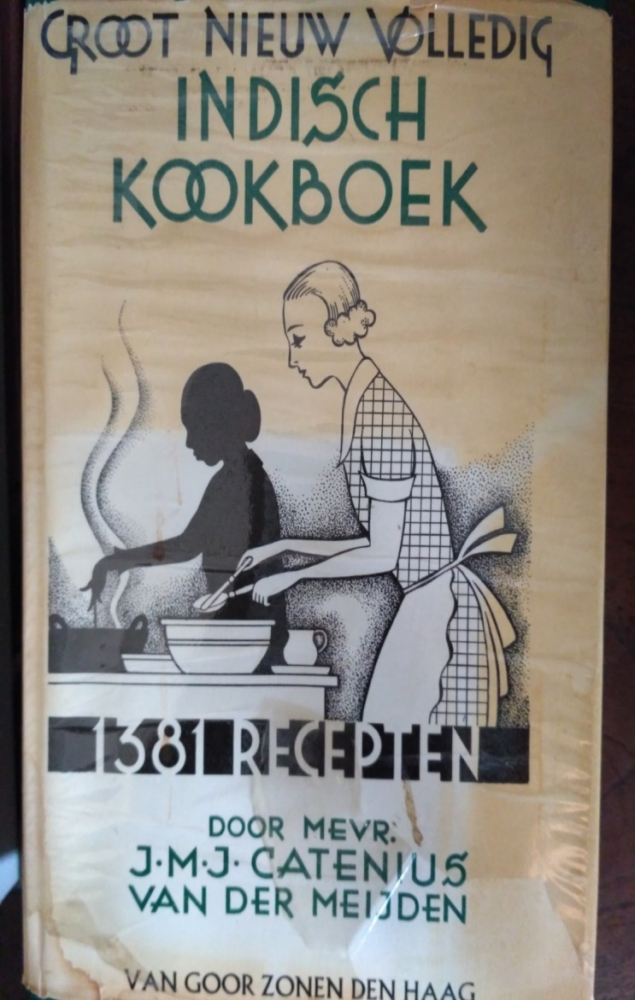 GROOT NIEUW VOLLEDIG
INDISCH
KOOKBOEK
1381 RECEPTEN
DOOR MEVR.
J.M.J. CATENIUS
VAN DER MEIJDEN
VAN GOOR ZONEN DEN HAAG